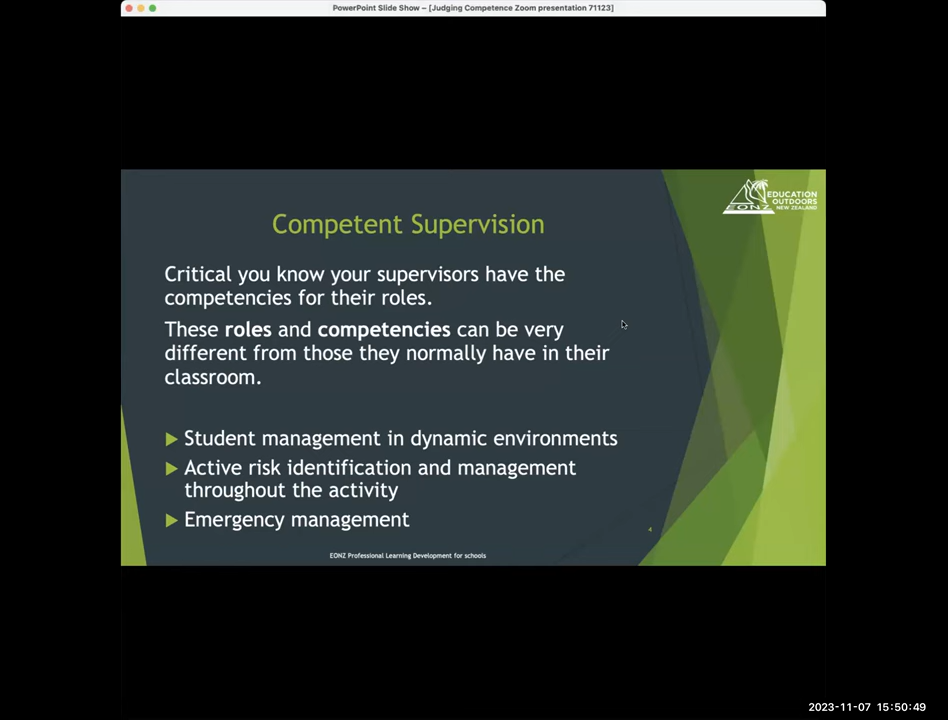 PowerPoint Slide Show – [Judging Competence Zoom presentation 71123]
EONZ
EDUCATION
OUTDOORS
NEW ZEALAND
Competent Supervision
Critical you know your supervisors have the
competencies for their roles.
These roles and competencies can be very
different from those they normally have in their
classroom.
Student management in dynamic environments
Active risk identification and management
throughout the activity
Emergency management
4
EONZ Professional Learning Development for schools
2023-11-07 15:50:49